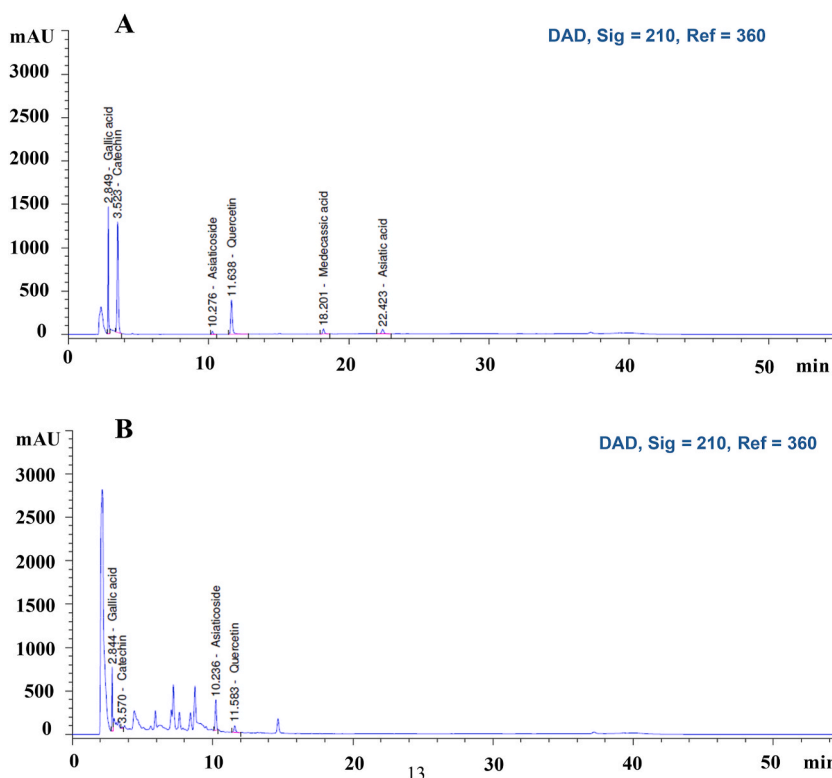 A
mAU
DAD, Sig = 210, Ref = 360
3500
3000
2500
2000
1500
1000
500
0
2.849 - Gallic acid
3.523 - Catechin
10.276 - Asiaticoside
11.638 - Quercetin
18.201 - Medecassic acid
22.423 - Asiatic acid
0 10 20 30 40 50 min
B
mAU
DAD, Sig = 210, Ref = 360
3000
2500
2000
1500
1000
500
0
2.844 - Gallic acid
3.570 - Catechin
10.236 - Asiaticoside
11.583 - Quercetin
0 10 20 30 40 50 min
13